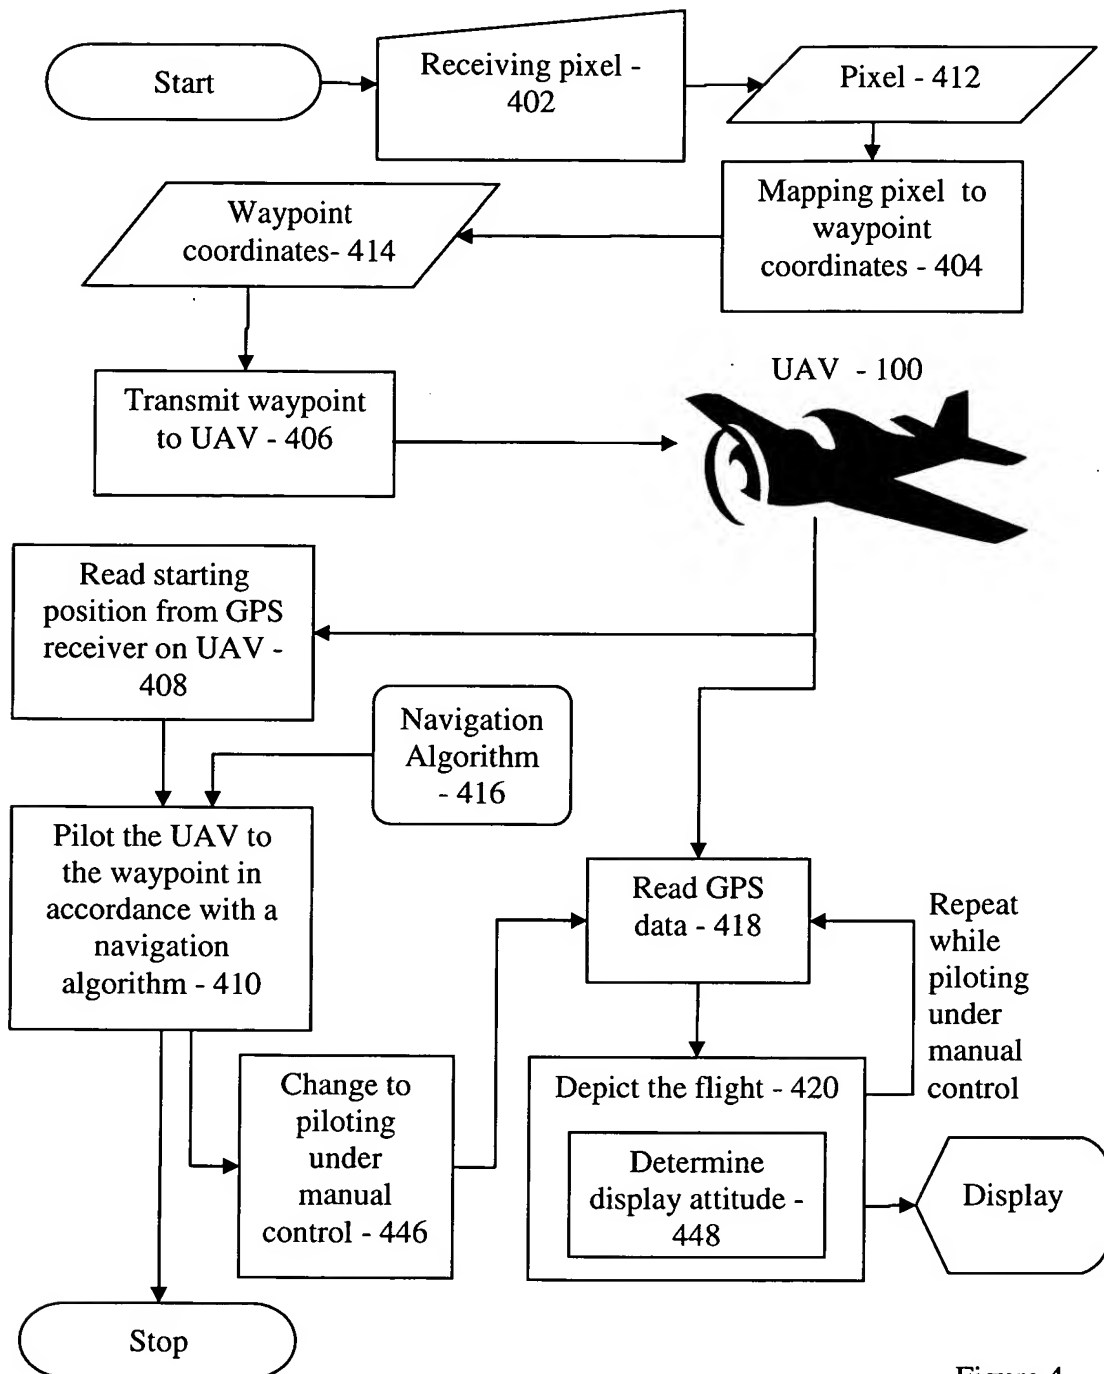 Start
Receiving pixel -
402
Pixel - 412
Mapping pixel to
waypoint
coordinates - 404
Waypoint
coordinates- 414
Transmit waypoint
to UAV - 406
UAV - 100
Read starting
position from GPS
receiver on UAV -
408
Navigation
Algorithm
- 416
Pilot the UAV to
the waypoint in
accordance with a
navigation
algorithm - 410
Read GPS
data - 418
Repeat
while
piloting
under
manual
control
Change to
piloting
under
manual
control - 446
Depict the flight - 420
Determine
display attitude -
448
Display
Stop
Figure 4